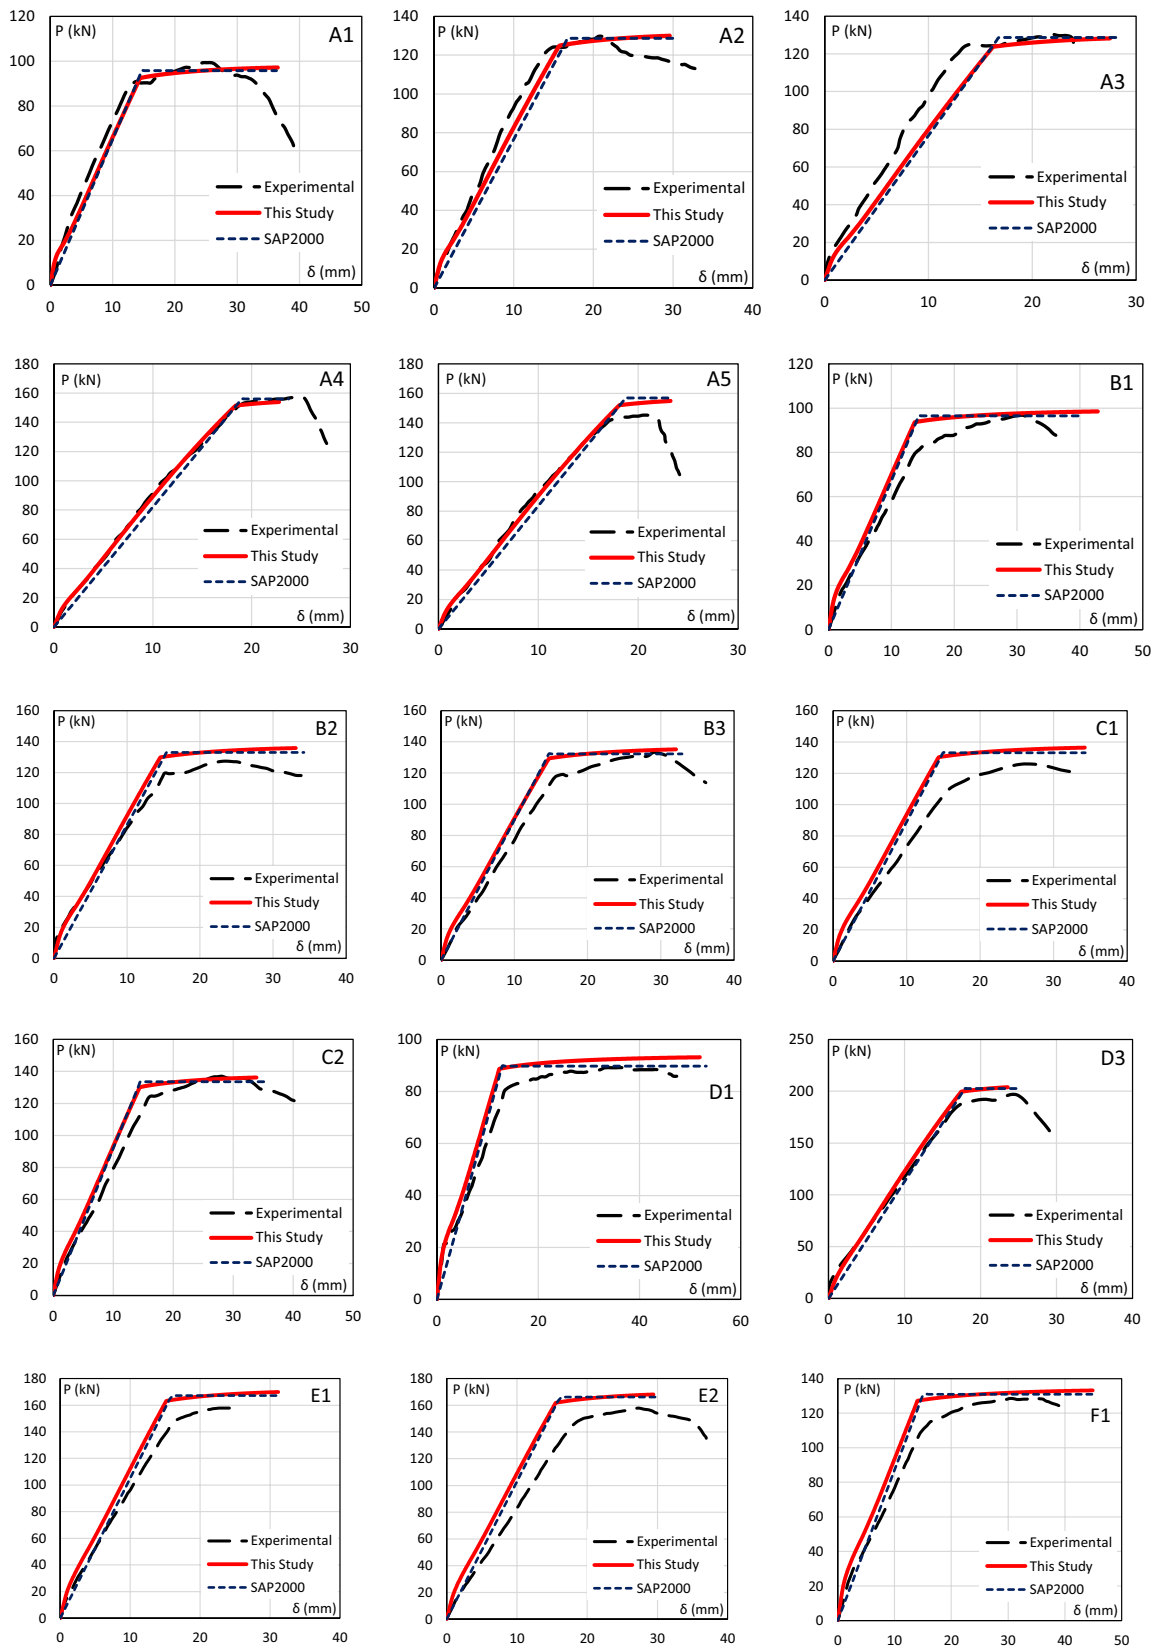 P (kN)
A1
120
100
80
60
40
20
0
Experimental
This Study
SAP2000
δ (mm)
0 10 20 30 40 50
P (kN)
A2
140
120
100
80
60
40
20
0
Experimental
This Study
SAP2000
δ (mm)
0 10 20 30 40
P (kN)
A3
140
120
100
80
60
40
20
0
Experimental
This Study
SAP2000
δ (mm)
0 10 20 30
P (kN)
A4
180
160
140
120
100
80
60
40
20
0
Experimental
This Study
SAP2000
δ (mm)
0 10 20 30
P (kN)
A5
180
160
140
120
100
80
60
40
20
0
Experimental
This Study
SAP2000
δ (mm)
0 10 20 30
P (kN)
B1
120
100
80
60
40
20
0
Experimental
This Study
SAP2000
δ (mm)
0 10 20 30 40 50
P (kN)
B2
160
140
120
100
80
60
40
20
0
Experimental
This Study
SAP2000
δ (mm)
0 10 20 30 40
P (kN)
B3
160
140
120
100
80
60
40
20
0
Experimental
This Study
SAP2000
δ (mm)
0 10 20 30 40
P (kN)
C1
160
140
120
100
80
60
40
20
0
Experimental
This Study
SAP2000
δ (mm)
0 10 20 30 40
P (kN)
C2
160
140
120
100
80
60
40
20
0
Experimental
This Study
SAP2000
δ (mm)
0 10 20 30 40 50
P (kN)
D1
100
80
60
40
20
0
Experimental
This Study
SAP2000
δ (mm)
0 20 40 60
P (kN)
D3
250
200
150
100
50
0
Experimental
This Study
SAP2000
δ (mm)
0 10 20 30 40
P (kN)
E1
180
160
140
120
100
80
60
40
20
0
Experimental
This Study
SAP2000
δ (mm)
0 10 20 30 40
P (kN)
E2
180
160
140
120
100
80
60
40
20
0
Experimental
This Study
SAP2000
δ (mm)
0 10 20 30 40
P (kN)
F1
140
120
100
80
60
40
20
0
Experimental
This Study
SAP2000
δ (mm)
0 10 20 30 40 50